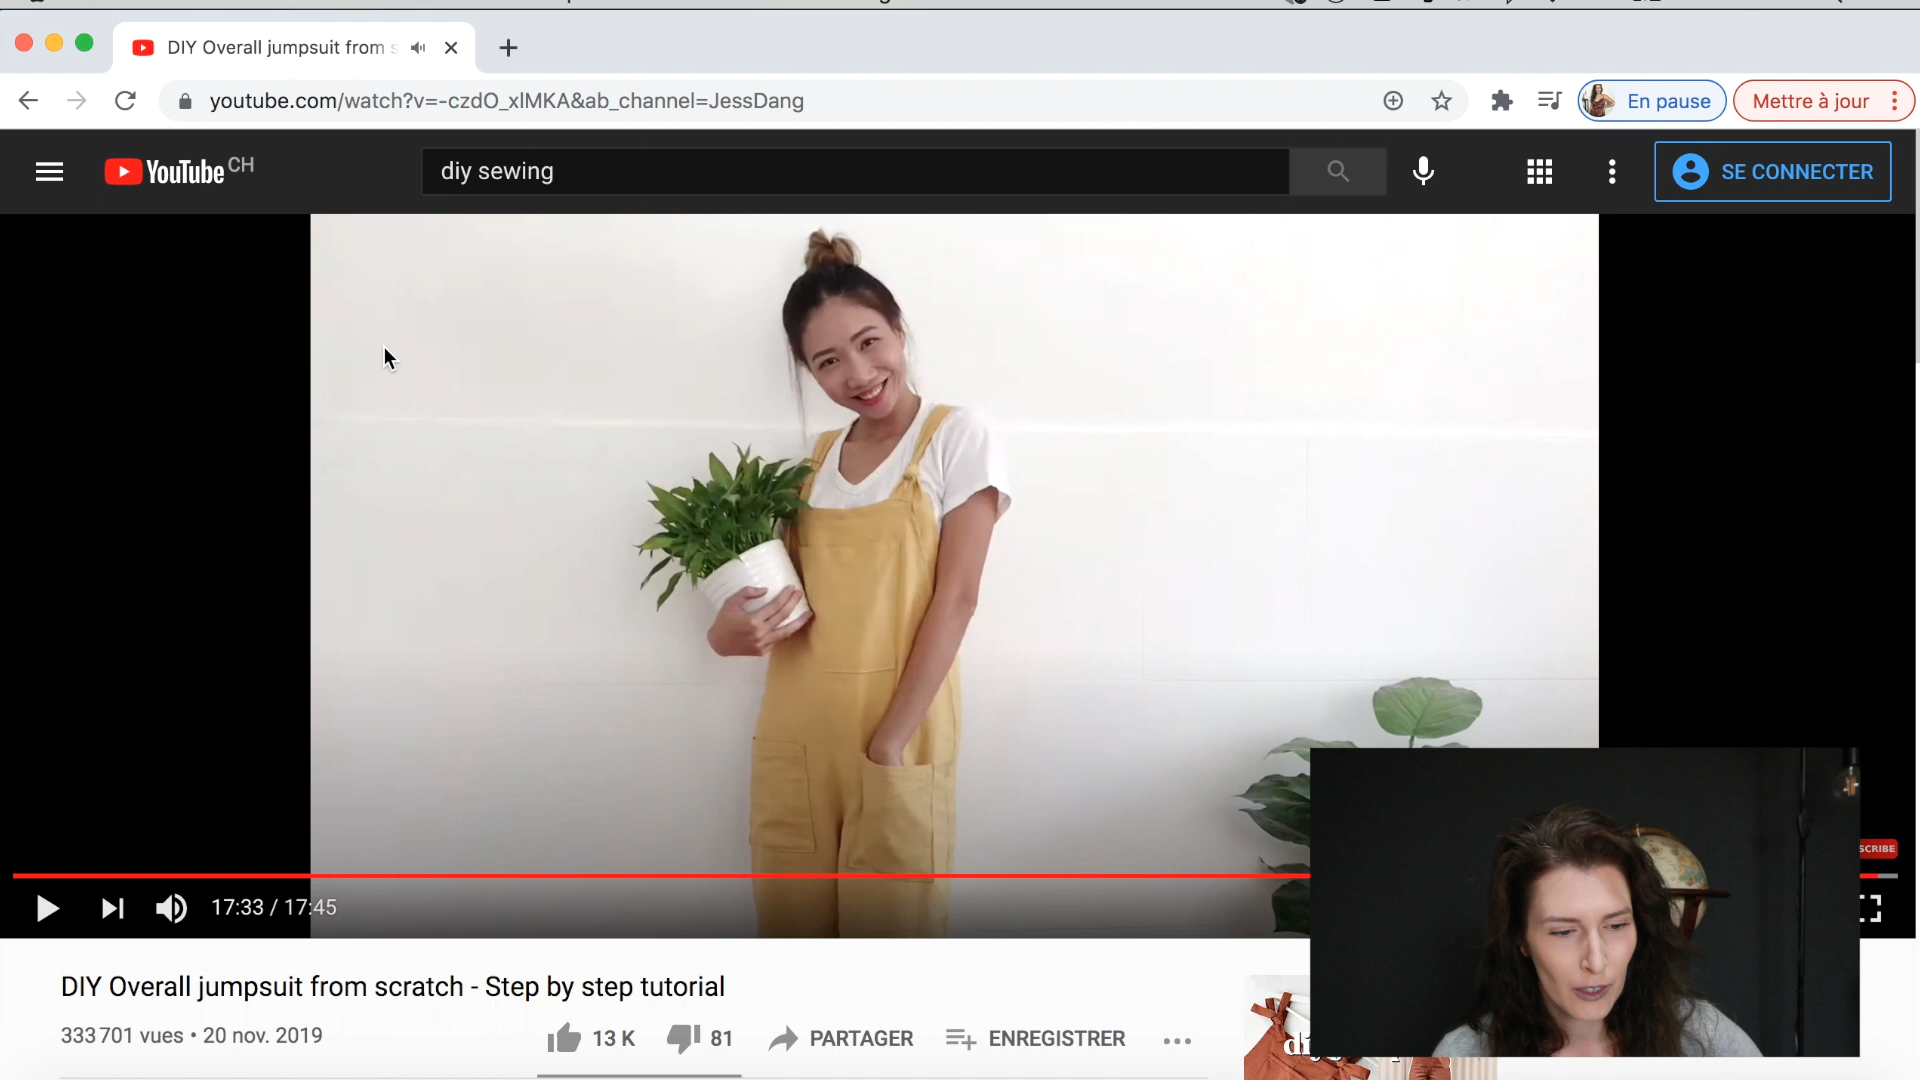 DIY Overall jumpsuit from s
youtube.com/watch?v=-czdO_xlMKA&ab_channel=JessDang
En pause
Mettre à jour
YouTube CH
diy sewing
SE CONNECTER
SCRIBE
17:33 / 17:45
DIY Overall jumpsuit from scratch - Step by step tutorial
333 701 vues • 20 nov. 2019
13 K
81
PARTAGER
ENREGISTRER